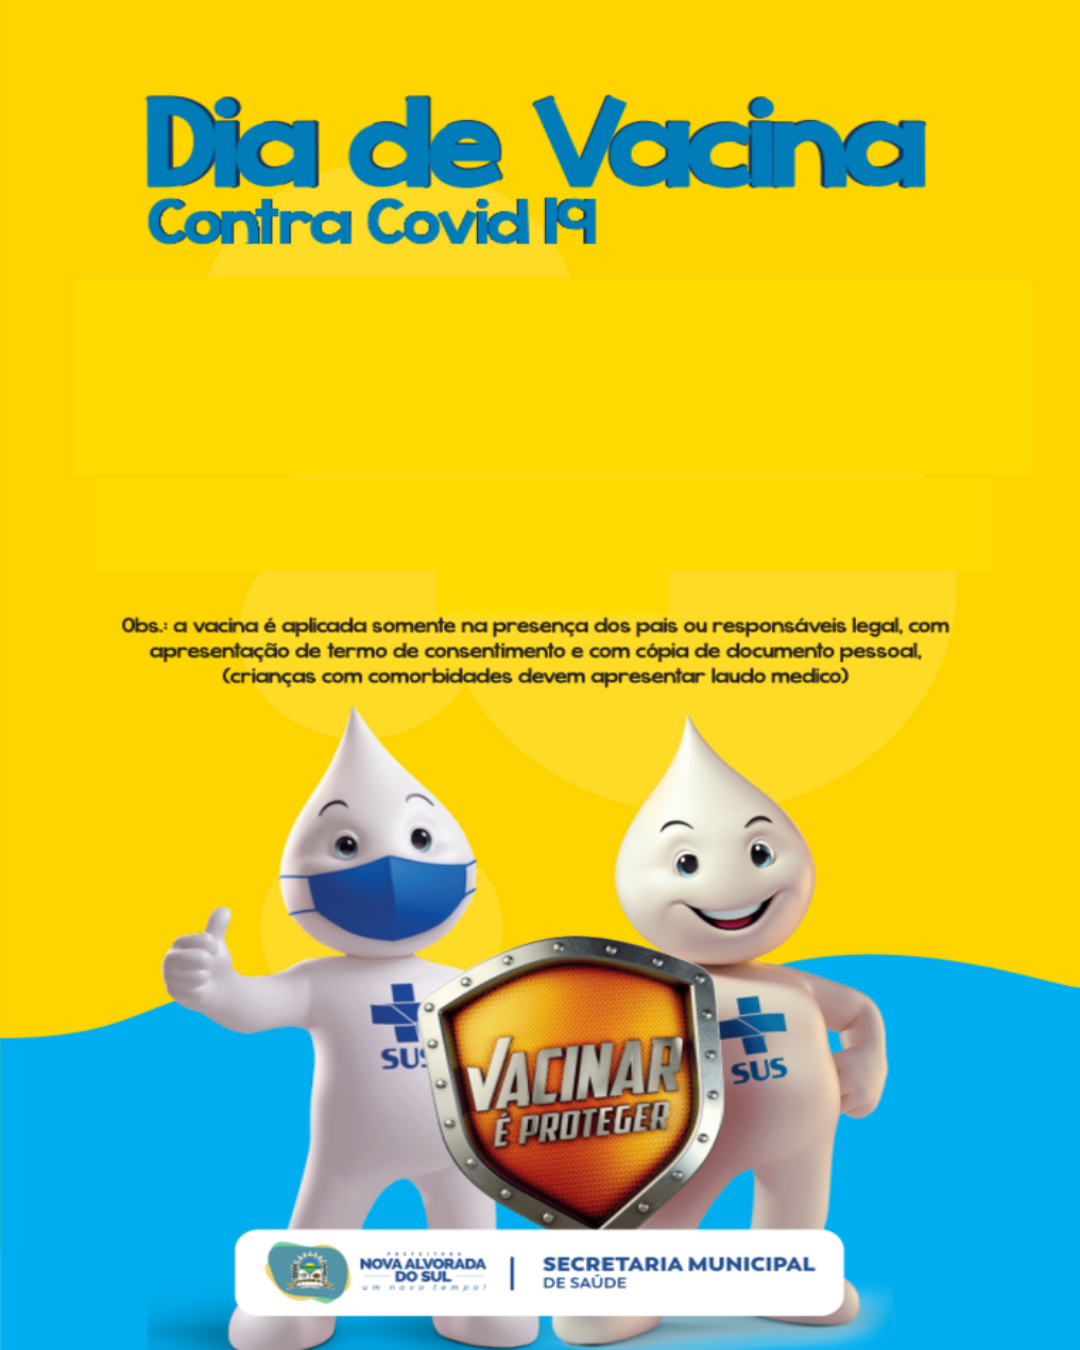 Dia de Vacina
Contra Covid 19
Obs.: a vacina é aplicada somente na presença dos pais ou responsáveis legal, com
apresentação de termo de consentimento e com cópia de documento pessoal,
(crianças com comorbidades devem apresentar laudo medico)
SUS
SUS
VACINAR
É PROTEGER
PREFEITURA
NOVA ALVORADA
DO SUL
um novo tempo!
SECRETARIA MUNICIPAL
DE SAÚDE